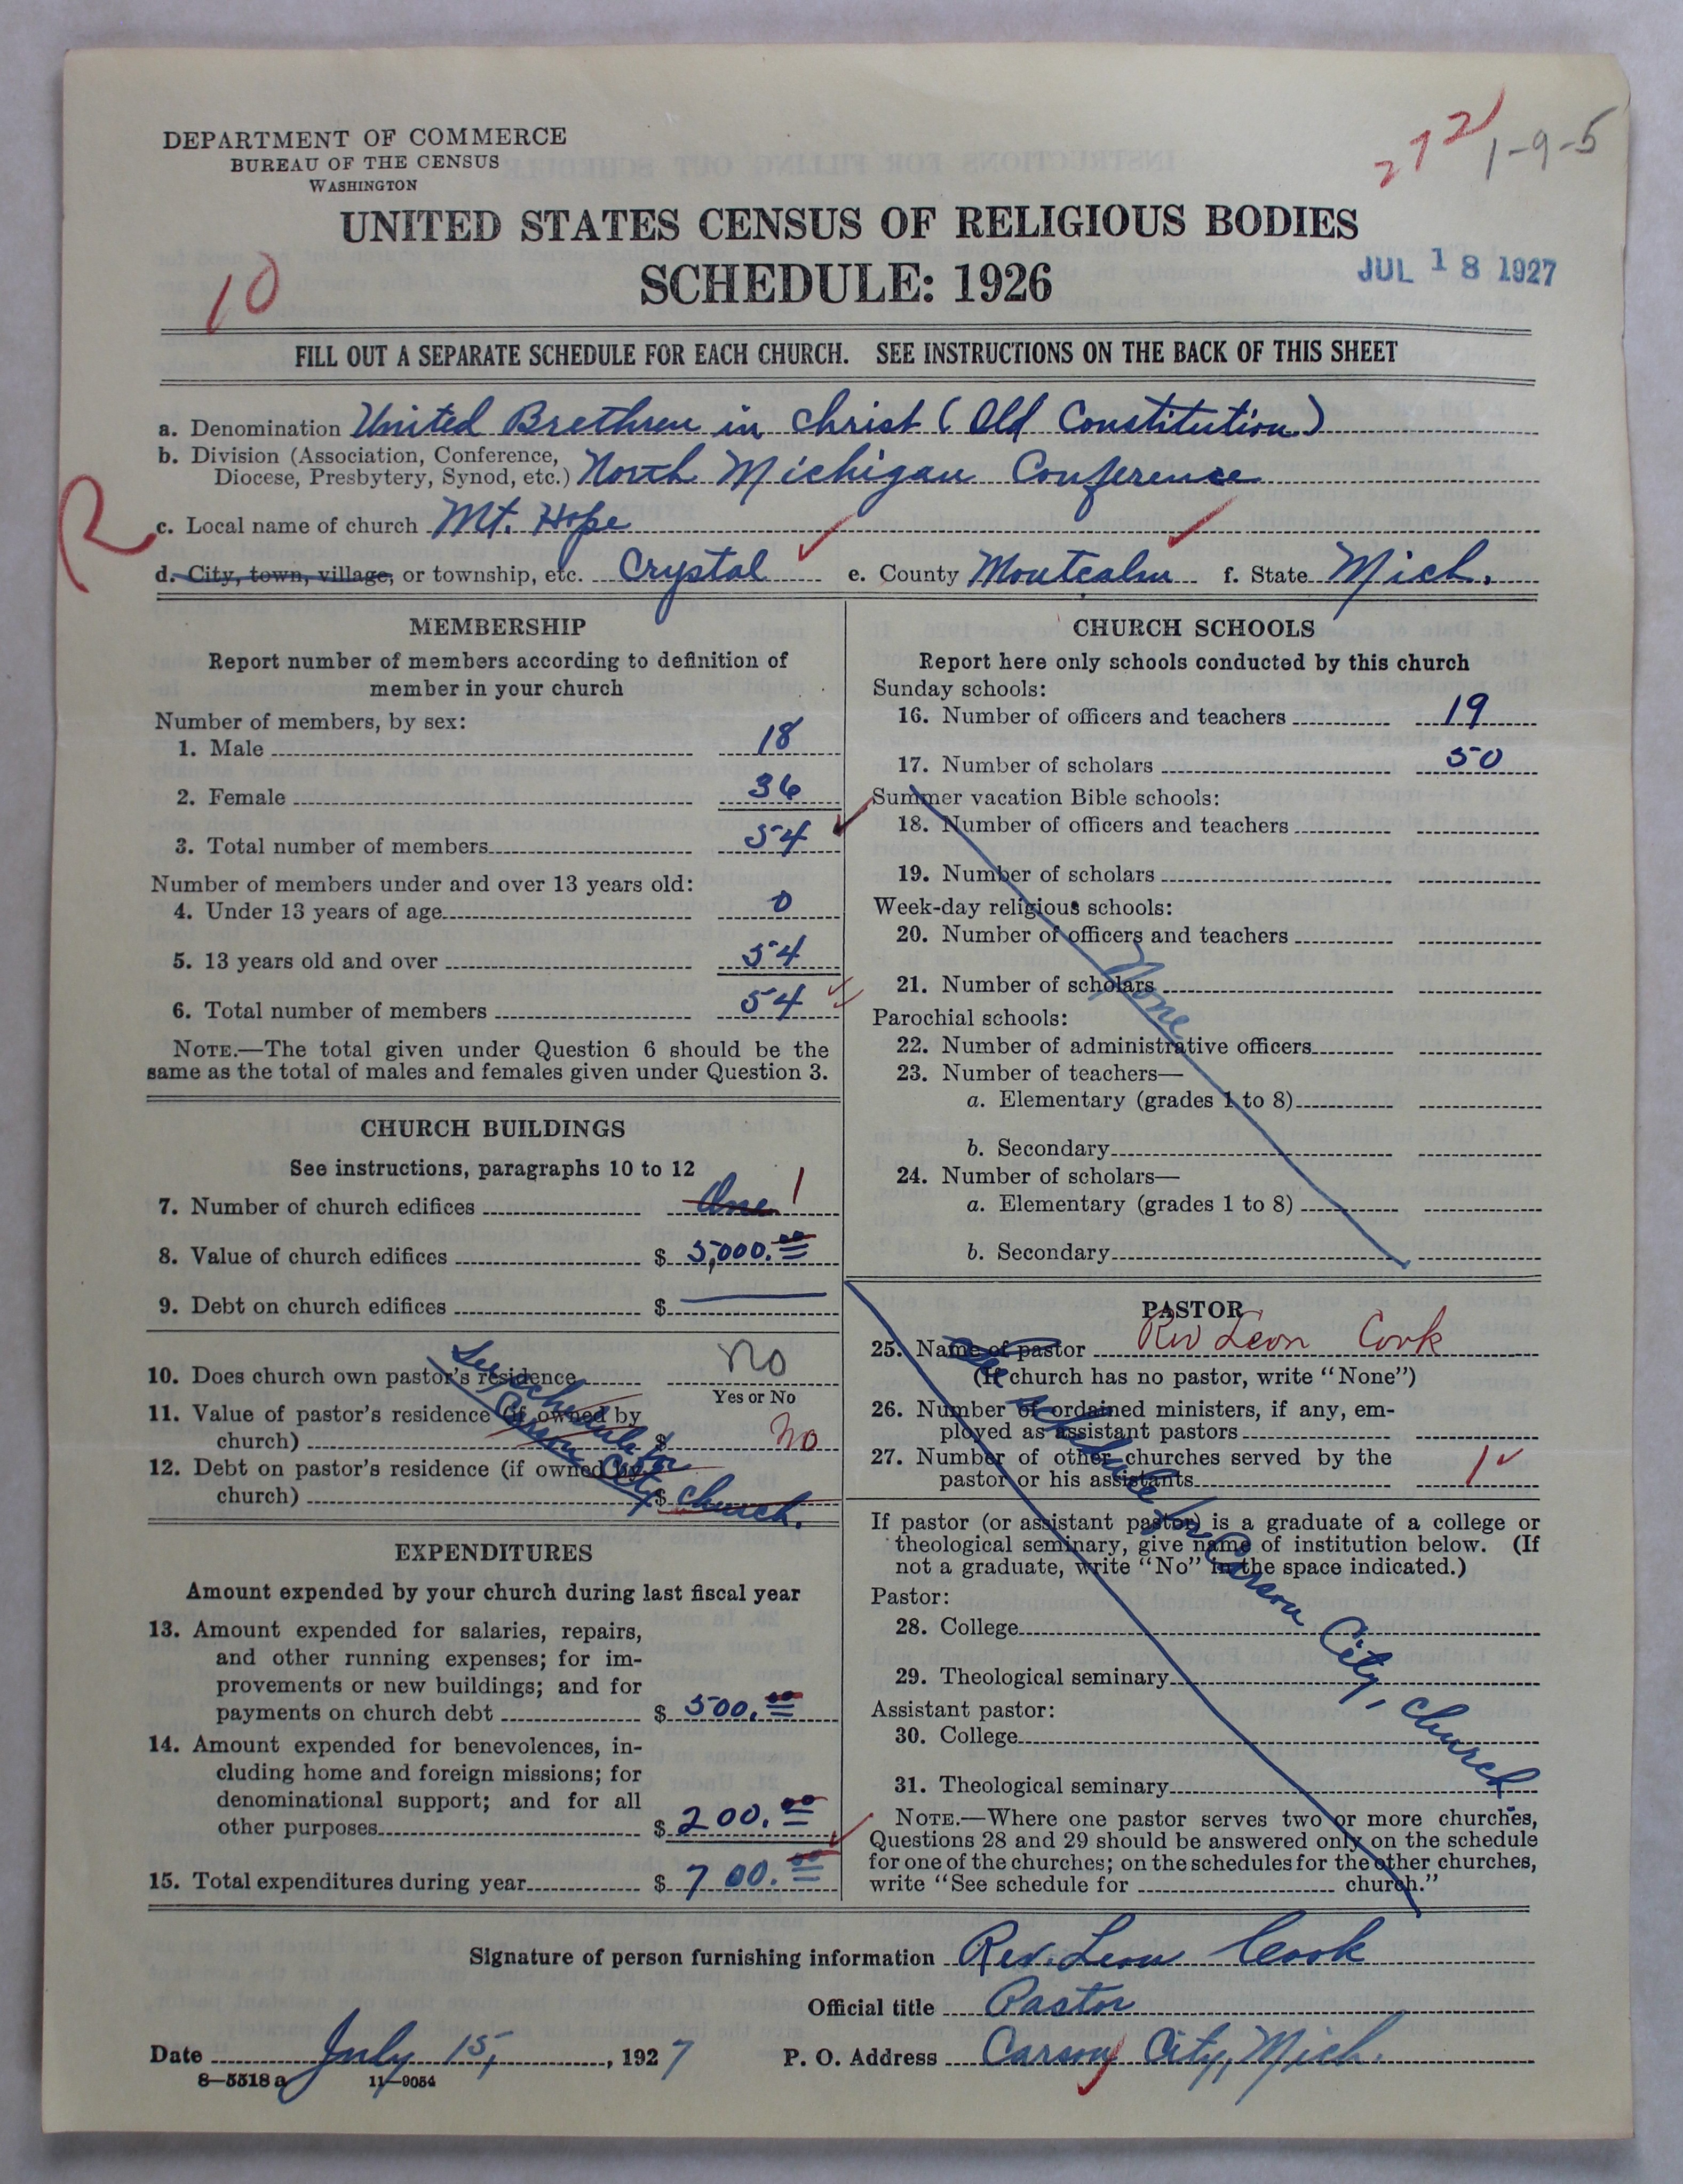 272 1-9-5
DEPARTMENT OF COMMERCE
BUREAU OF THE CENSUS
WASHINGTON
UNITED STATES CENSUS OF RELIGIOUS BODIES
SCHEDULE: 1926
JUL 18 1927
10
FILL OUT A SEPARATE SCHEDULE FOR EACH CHURCH. SEE INSTRUCTIONS ON THE BACK OF THIS SHEET
a. Denomination United Brethren in Christ (Old Constitution)
b. Division (Association, Conference,
Diocese, Presbytery, Synod, etc.) North Michigan Conference
R
c. Local name of church Mt. Hope
d. City, town, village, or township, etc. Crystal e. County Montcalm f. State Mich.
MEMBERSHIP
Report number of members according to definition of
member in your church
Number of members, by sex:
1. Male 18
2. Female 36
3. Total number of members 54
Number of members under and over 13 years old:
4. Under 13 years of age 0
5. 13 years old and over 54
6. Total number of members 54
NOTE.—The total given under Question 6 should be the
same as the total of males and females given under Question 3.
CHURCH BUILDINGS
See instructions, paragraphs 10 to 12
7. Number of church edifices One 1
8. Value of church edifices $ 5,000.00
9. Debt on church edifices $ —
10. Does church own pastor's residence No
Yes or No
11. Value of pastor's residence (if owned by
church) $ No
12. Debt on pastor's residence (if owned by
church) $
See schedule for
Carson City church.
EXPENDITURES
Amount expended by your church during last fiscal year
13. Amount expended for salaries, repairs,
and other running expenses; for im-
provements or new buildings; and for
payments on church debt $ 500.00
14. Amount expended for benevolences, in-
cluding home and foreign missions; for
denominational support; and for all
other purposes $ 200.00
15. Total expenditures during year $ 700.00
CHURCH SCHOOLS
Report here only schools conducted by this church
Sunday schools:
16. Number of officers and teachers 19
17. Number of scholars 50
Summer vacation Bible schools:
18. Number of officers and teachers
19. Number of scholars
Week-day religious schools:
20. Number of officers and teachers
21. Number of scholars
None
Parochial schools:
22. Number of administrative officers
23. Number of teachers—
a. Elementary (grades 1 to 8)
b. Secondary
24. Number of scholars—
a. Elementary (grades 1 to 8)
b. Secondary
PASTOR
25. Name of pastor Rev Leon Cook
(If church has no pastor, write "None")
26. Number of ordained ministers, if any, em-
ployed as assistant pastors
27. Number of other churches served by the
pastor or his assistants 1
See schedule for Carson City, church
If pastor (or assistant pastor) is a graduate of a college or
theological seminary, give name of institution below. (If
not a graduate, write "No" in the space indicated.)
Pastor:
28. College
29. Theological seminary
Assistant pastor:
30. College
31. Theological seminary
NOTE.—Where one pastor serves two or more churches,
Questions 28 and 29 should be answered only on the schedule
for one of the churches; on the schedules for the other churches,
write "See schedule for church."
Signature of person furnishing information Rev. Leon Cook
Official title Pastor
Date July 15, 1927 P. O. Address Carson City, Mich.
8—5518 a 11—9054